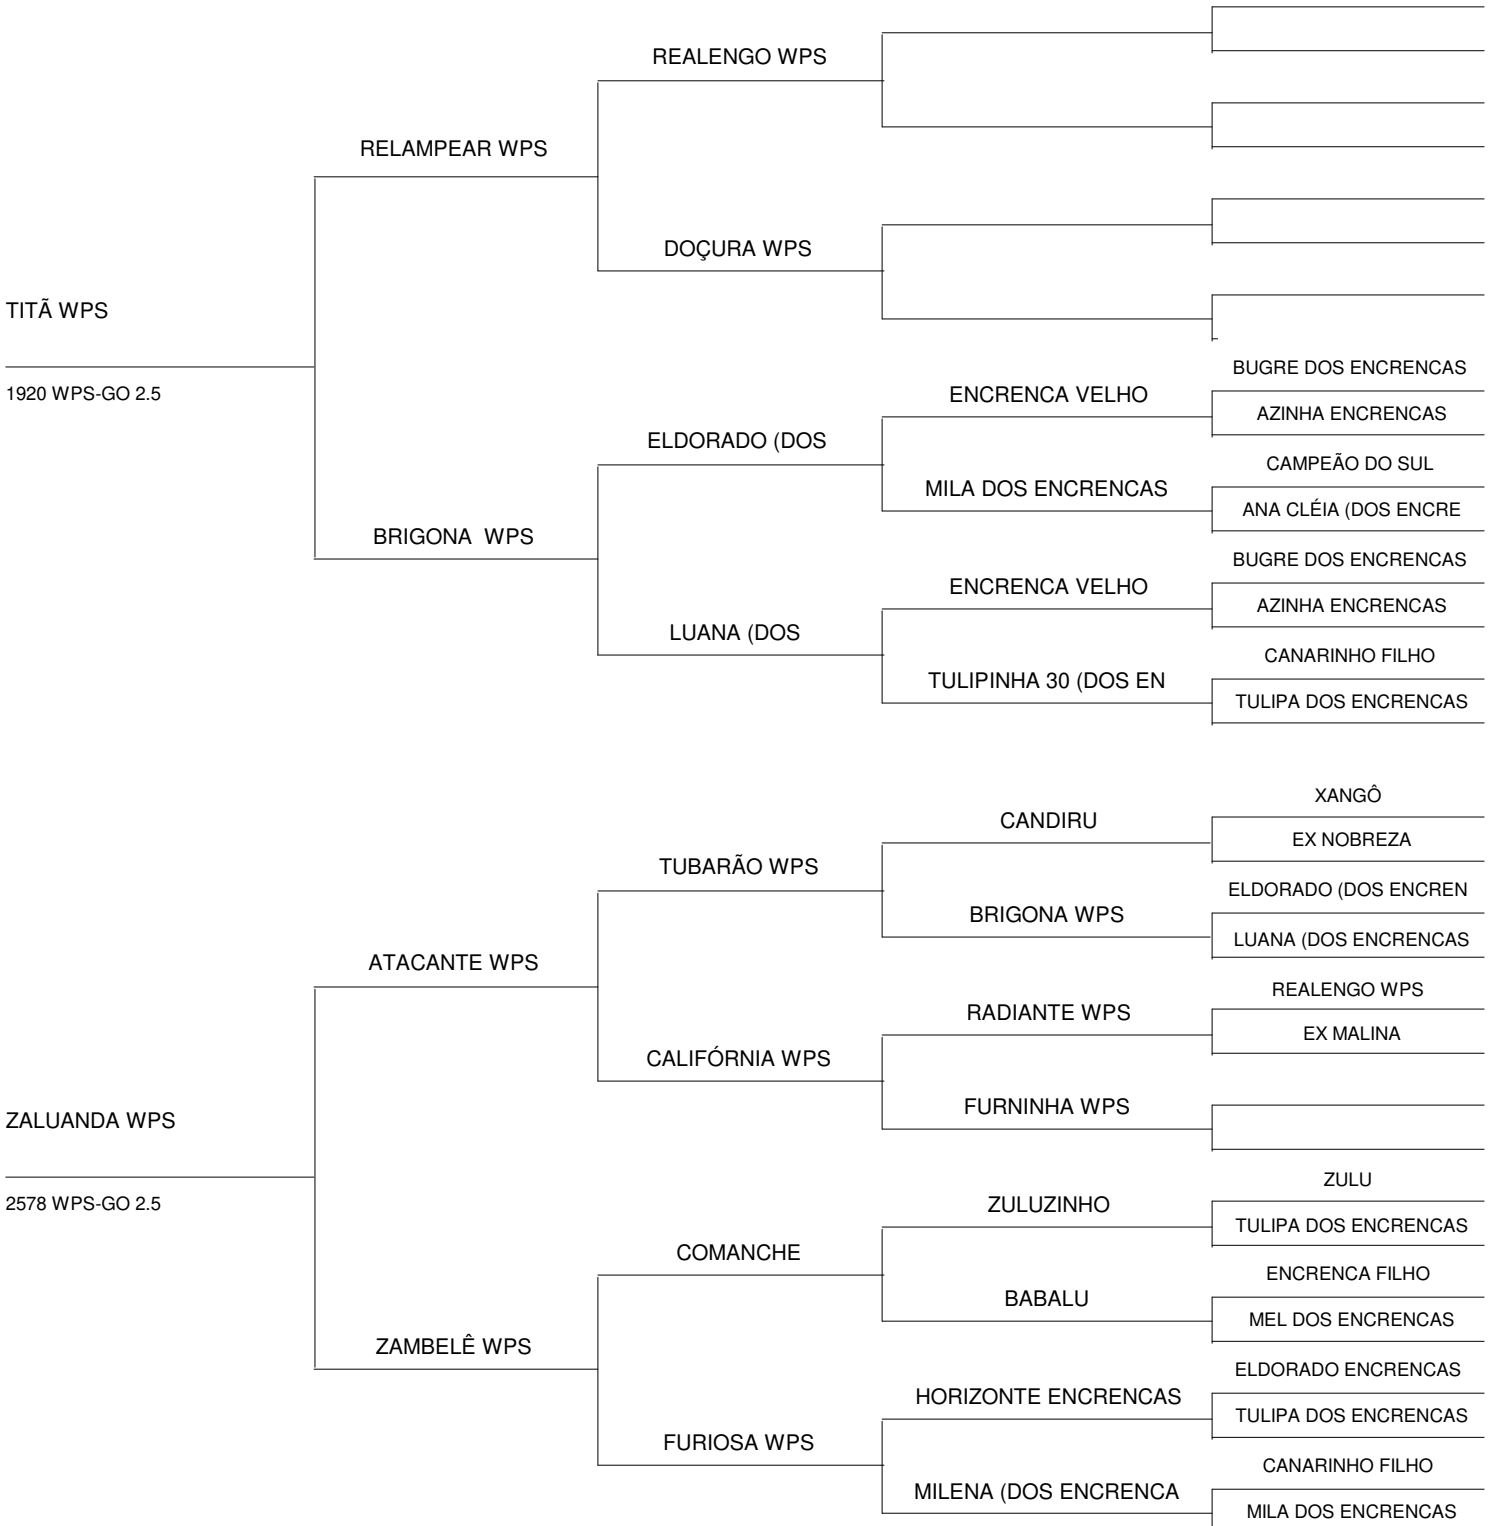 REALENGO WPS
RELAMPEAR WPS
DOÇURA WPS
TITÃ WPS
1920 WPS-GO 2.5
BUGRE DOS ENCRENCAS
ENCRENCA VELHO
AZINHA ENCRENCAS
ELDORADO (DOS
CAMPEÃO DO SUL
MILA DOS ENCRENCAS
ANA CLÉIA (DOS ENCRE
BRIGONA  WPS
BUGRE DOS ENCRENCAS
ENCRENCA VELHO
AZINHA ENCRENCAS
LUANA (DOS
CANARINHO FILHO
TULIPINHA 30 (DOS EN
TULIPA DOS ENCRENCAS
XANGÔ
CANDIRU
EX NOBREZA
TUBARÃO WPS
ELDORADO (DOS ENCREN
BRIGONA WPS
LUANA (DOS ENCRENCAS
ATACANTE WPS
REALENGO WPS
RADIANTE WPS
EX MALINA
CALIFÓRNIA WPS
FURNINHA WPS
ZALUANDA WPS
2578 WPS-GO 2.5
ZULU
ZULUZINHO
TULIPA DOS ENCRENCAS
COMANCHE
ENCRENCA FILHO
BABALU
MEL DOS ENCRENCAS
ZAMBELÊ WPS
ELDORADO ENCRENCAS
HORIZONTE ENCRENCAS
TULIPA DOS ENCRENCAS
FURIOSA WPS
CANARINHO FILHO
MILENA (DOS ENCRENCA
MILA DOS ENCRENCAS